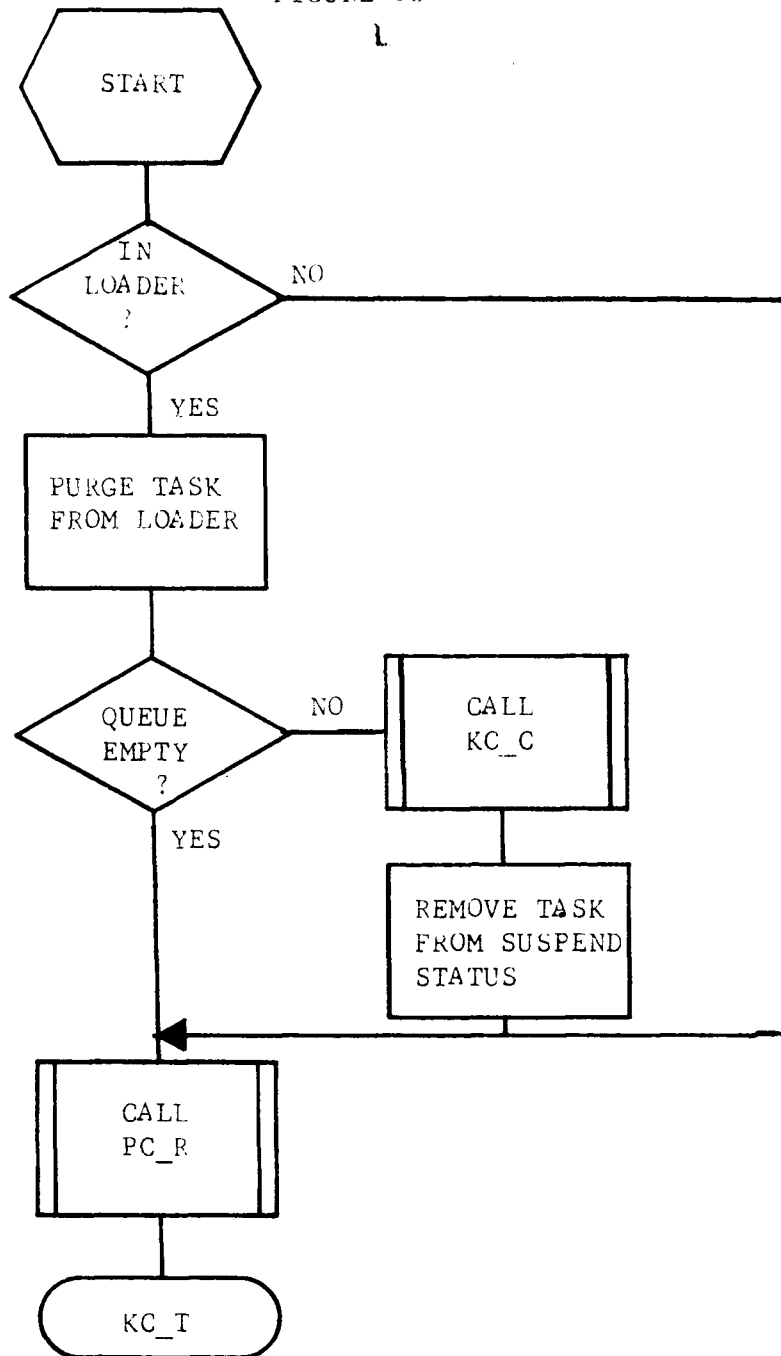 START
IN
LOADER
?
NO
YES
PURGE TASK
FROM LOADER
QUEUE
EMPTY
?
NO
CALL
KC_C
YES
REMOVE TASK
FROM SUSPEND
STATUS
CALL
PC_R
KC_T